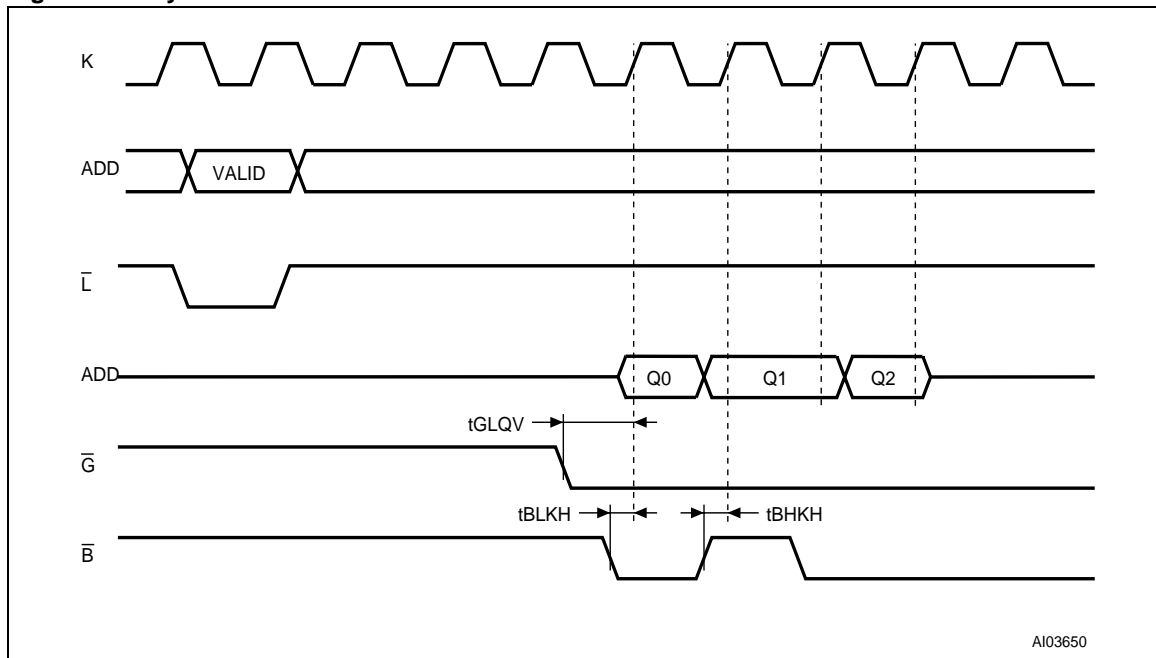 K
ADD
VALID
L̅
ADD
Q0
Q1
Q2
tGLQV
G̅
tBLKH
tBHKH
B̅
AI03650